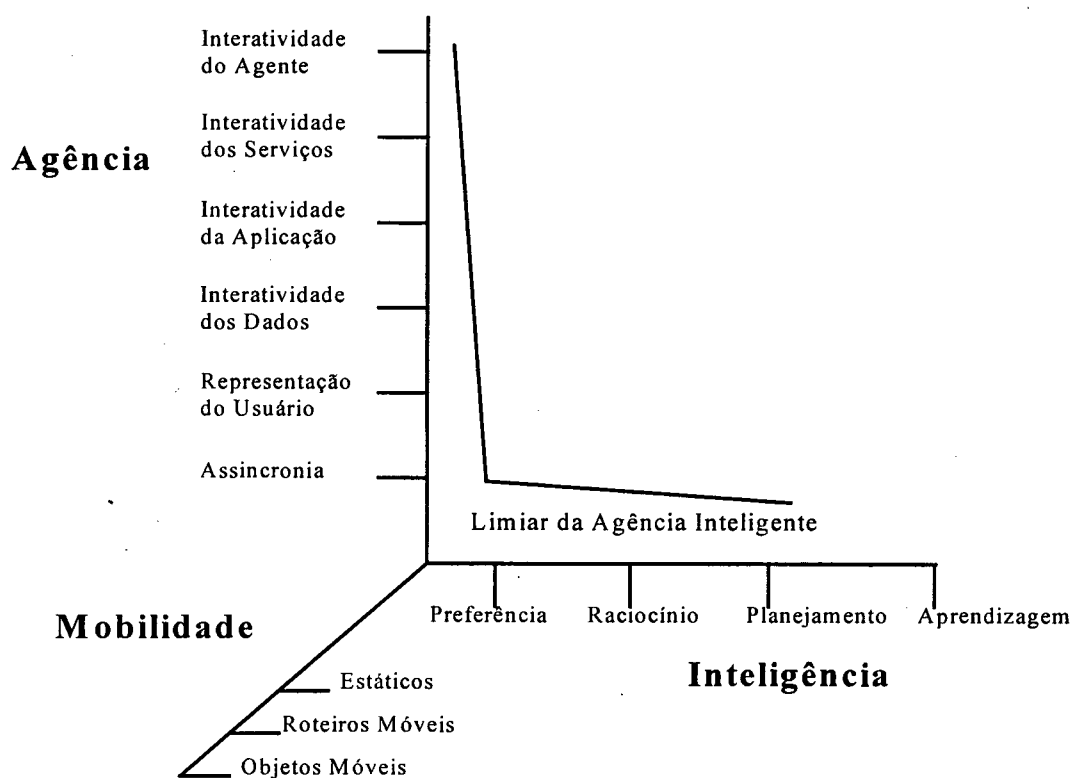 Interatividade
do Agente
Interatividade
dos Serviços
Agência
Interatividade
da Aplicação
Interatividade
dos Dados
Representação
do Usuário
Assincronia
Limiar da Agência Inteligente
Preferência
Raciocínio
Planejamento
Aprendizagem
Mobilidade
Inteligência
Estáticos
Roteiros Móveis
Objetos Móveis